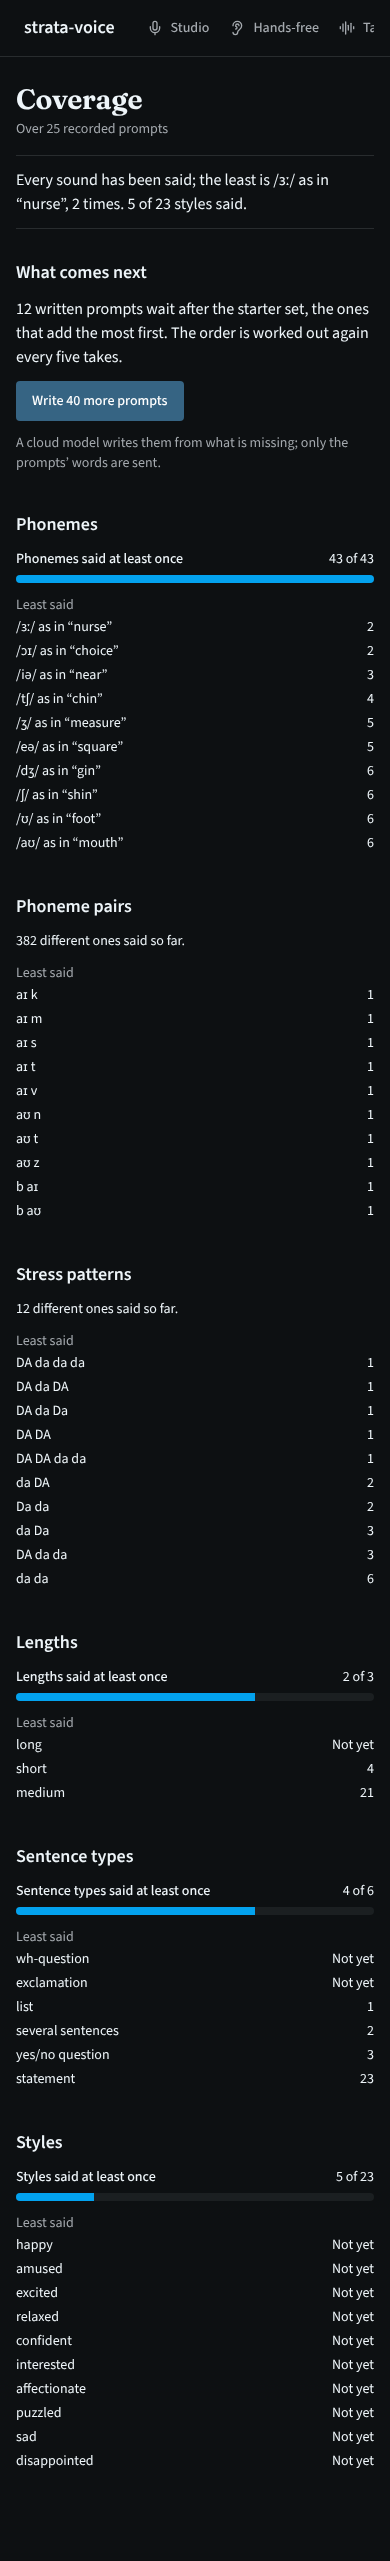 strata-voice
Studio
Hands-free
Coverage
Over 25 recorded prompts
Every sound has been said; the least is /ɜː/ as in
“nurse”, 2 times. 5 of 23 styles said.
What comes next
12 written prompts wait after the starter set, the ones
that add the most first. The order is worked out again
every five takes.
Write 40 more prompts
A cloud model writes them from what is missing; only the
prompts’ words are sent.
Phonemes
Phonemes said at least once 43 of 43
Least said
/ɜː/ as in “nurse” 2
/ɔɪ/ as in “choice” 2
/iə/ as in “near” 3
/tʃ/ as in “chin” 4
/ʒ/ as in “measure” 5
/eə/ as in “square” 5
/dʒ/ as in “gin” 6
/ʃ/ as in “shin” 6
/ʊ/ as in “foot” 6
/aʊ/ as in “mouth” 6
Phoneme pairs
382 different ones said so far.
Least said
aɪ k 1
aɪ m 1
aɪ s 1
aɪ t 1
aɪ v 1
aʊ n 1
aʊ t 1
aʊ z 1
b aɪ 1
b aʊ 1
Stress patterns
12 different ones said so far.
Least said
DA da da da 1
DA da DA 1
DA da Da 1
DA DA 1
DA DA da da 1
da DA 2
Da da 2
da Da 3
DA da da 3
da da 6
Lengths
Lengths said at least once 2 of 3
Least said
long Not yet
short 4
medium 21
Sentence types
Sentence types said at least once 4 of 6
Least said
wh-question Not yet
exclamation Not yet
list 1
several sentences 2
yes/no question 3
statement 23
Styles
Styles said at least once 5 of 23
Least said
happy Not yet
amused Not yet
excited Not yet
relaxed Not yet
confident Not yet
interested Not yet
affectionate Not yet
puzzled Not yet
sad Not yet
disappointed Not yet